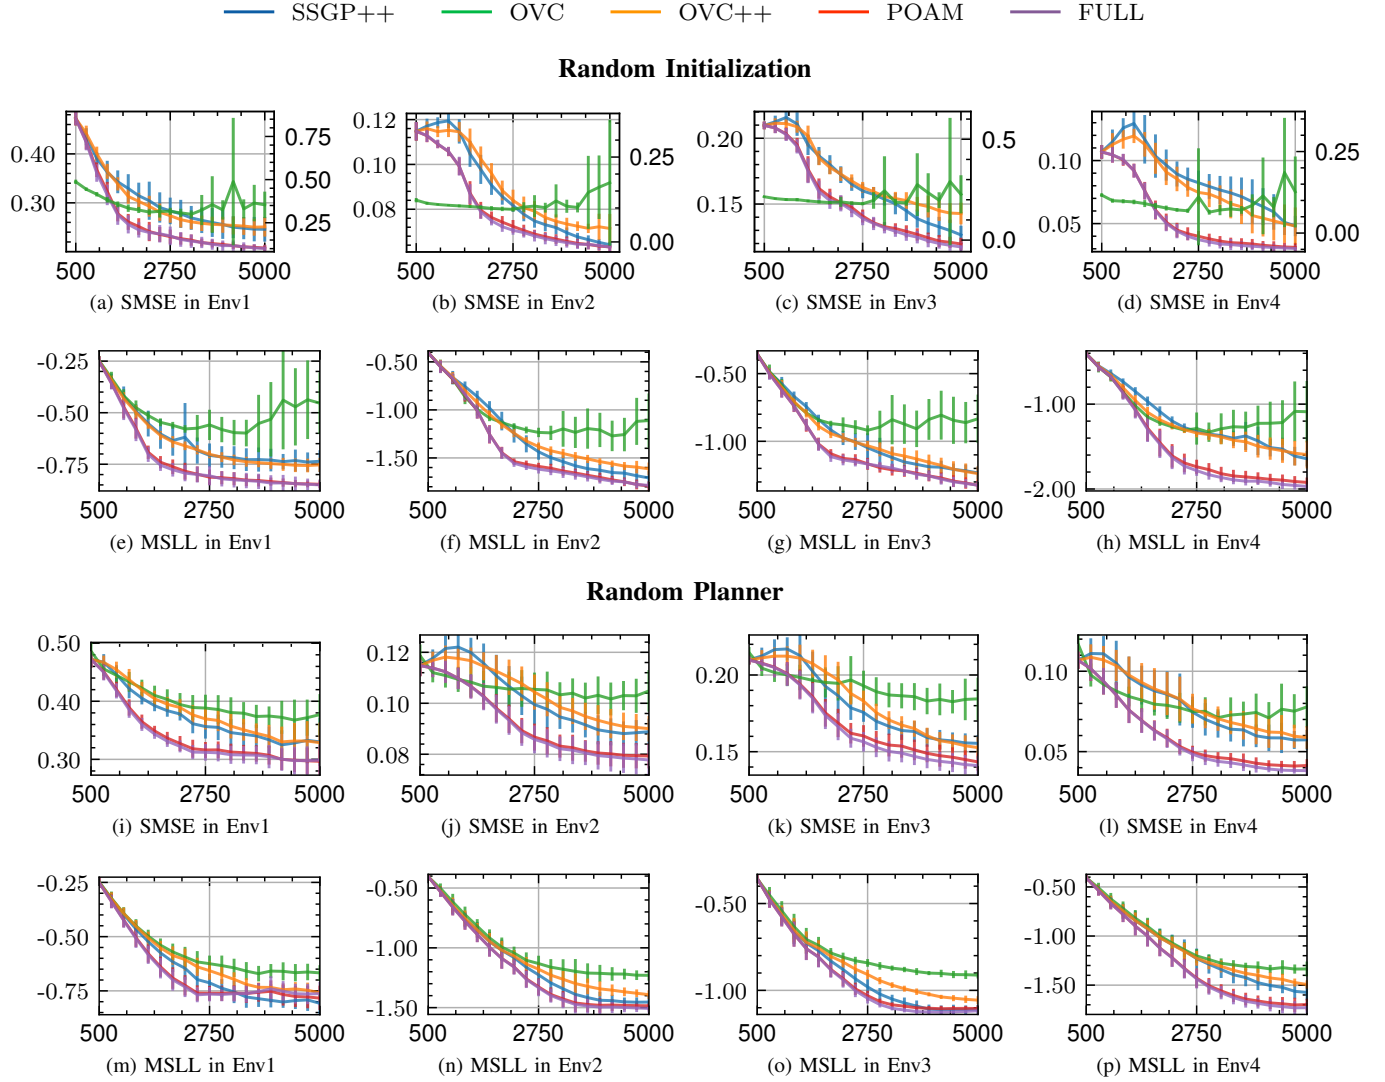 SSGP++ OVC OVC++ POAM FULL
Random Initialization
0.40 0.30 0.75 0.50 0.25 500 2750 5000
0.12 0.10 0.08 0.25 0.00 500 2750 5000
0.20 0.15 0.5 0.0 500 2750 5000
0.10 0.05 0.25 0.00 500 2750 5000
(a) SMSE in Env1 (b) SMSE in Env2 (c) SMSE in Env3 (d) SMSE in Env4
-0.25 -0.50 -0.75 500 2750 5000
-0.50 -1.00 -1.50 500 2750 5000
-0.50 -1.00 500 2750 5000
-1.00 -2.00 500 2750 5000
(e) MSLL in Env1 (f) MSLL in Env2 (g) MSLL in Env3 (h) MSLL in Env4
Random Planner
0.50 0.40 0.30 500 2750 5000
0.12 0.10 0.08 500 2750 5000
0.20 0.15 500 2750 5000
0.10 0.05 500 2750 5000
(i) SMSE in Env1 (j) SMSE in Env2 (k) SMSE in Env3 (l) SMSE in Env4
-0.25 -0.50 -0.75 500 2750 5000
-0.50 -1.00 -1.50 500 2750 5000
-0.50 -1.00 500 2750 5000
-0.50 -1.00 -1.50 500 2750 5000
(m) MSLL in Env1 (n) MSLL in Env2 (o) MSLL in Env3 (p) MSLL in Env4